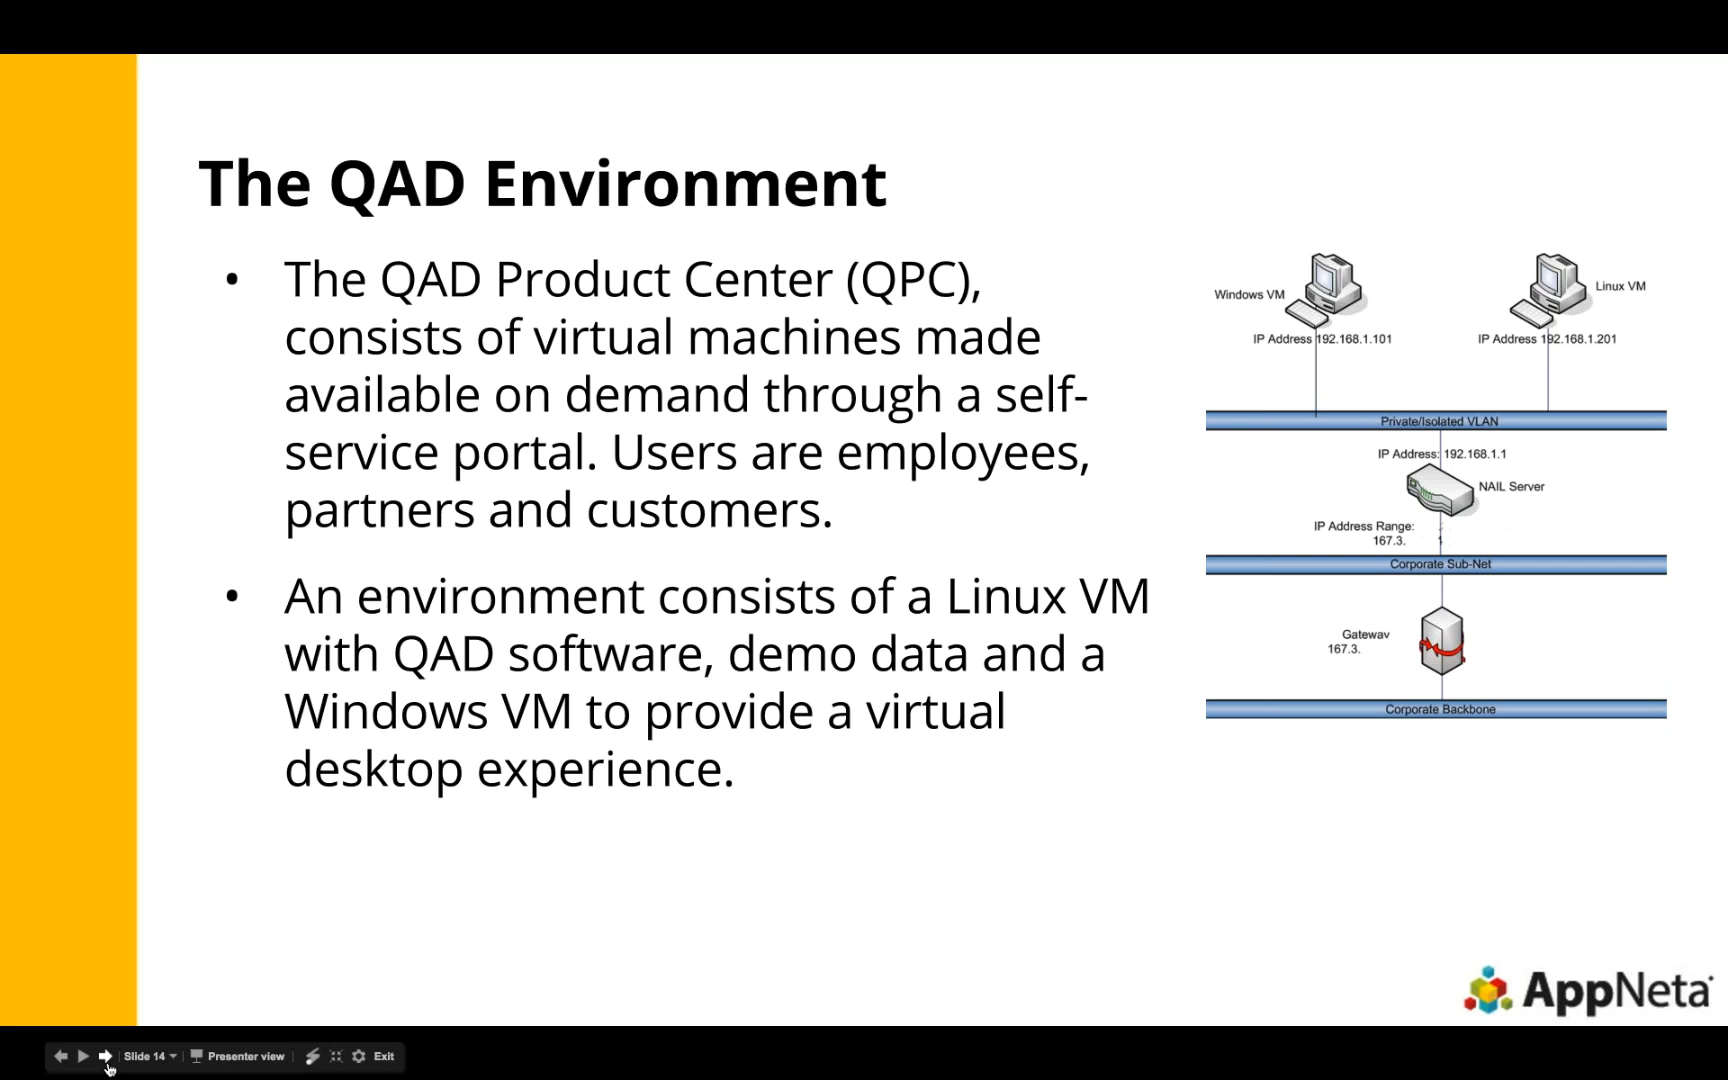 The QAD Environment
• The QAD Product Center (QPC),
consists of virtual machines made
available on demand through a self-
service portal. Users are employees,
partners and customers.
• An environment consists of a Linux VM
with QAD software, demo data and a
Windows VM to provide a virtual
desktop experience.
Windows VM
IP Address 192.168.1.101
Linux VM
IP Address 192.168.1.201
Private/Isolated VLAN
IP Address: 192.168.1.1
NAIL Server
IP Address Range:
167.3.
Corporate Sub-Net
Gateway
167.3.
Corporate Backbone
AppNeta
Slide 14
Presenter view
Exit